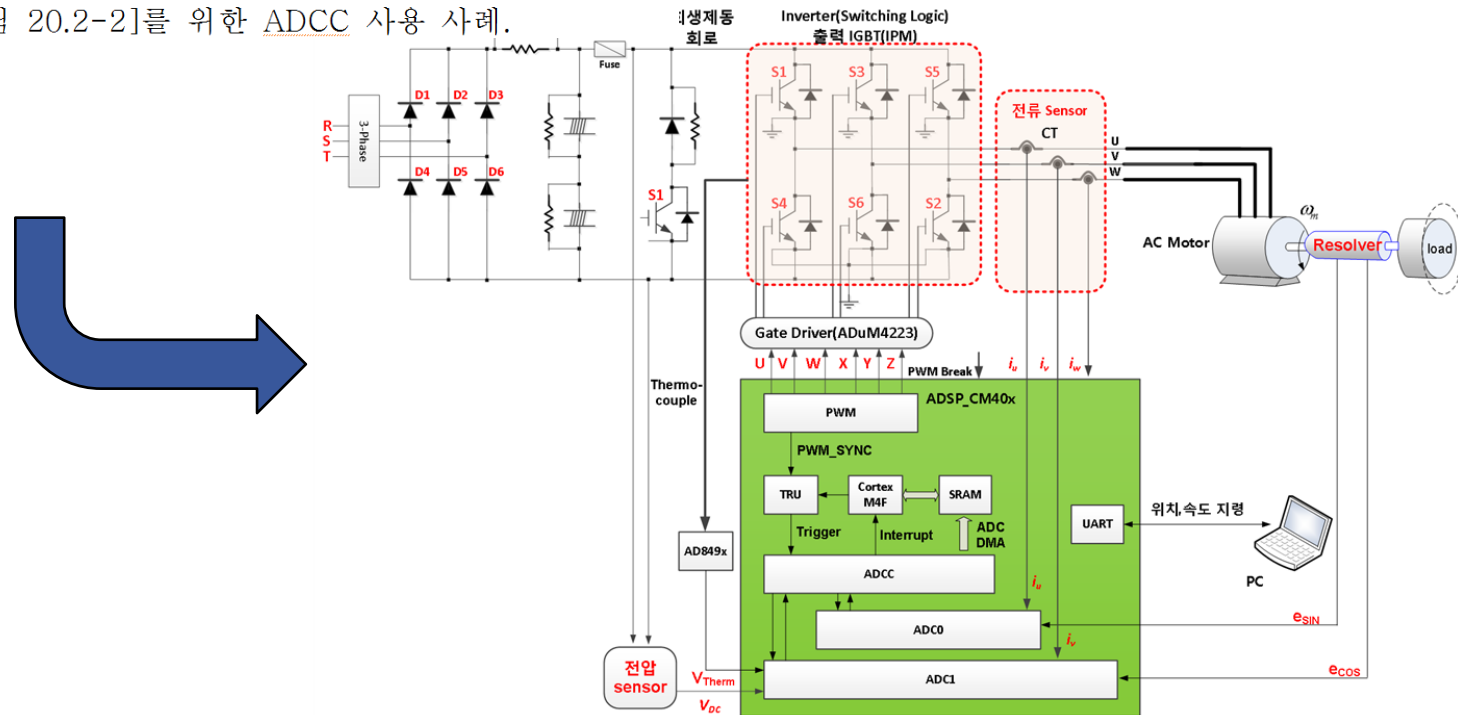 20.2-2]를 위한 ADCC 사용 사례.
생제동
회로
Inverter(Switching Logic)
출력 IGBT(IPM)
Fuse
D1
D2
D3
S1
S3
S5
전류 Sensor
CT
R
S
T
3-Phase
U
V
W
D4
D5
D6
S1
S4
S6
S2
ωm
AC Motor
Resolver
load
Gate Driver(ADuM4223)
U V W X Y Z
PWM Break
iu
iv
iw
Thermo-
couple
ADSP_CM40x
PWM
PWM_SYNC
TRU
Cortex
M4F
SRAM
UART
위치,속도 지령
Trigger
Interrupt
ADC
DMA
AD849x
ADCC
PC
iu
ADC0
eSIN
iv
전압
sensor
VTherm
ADC1
eCOS
VDC